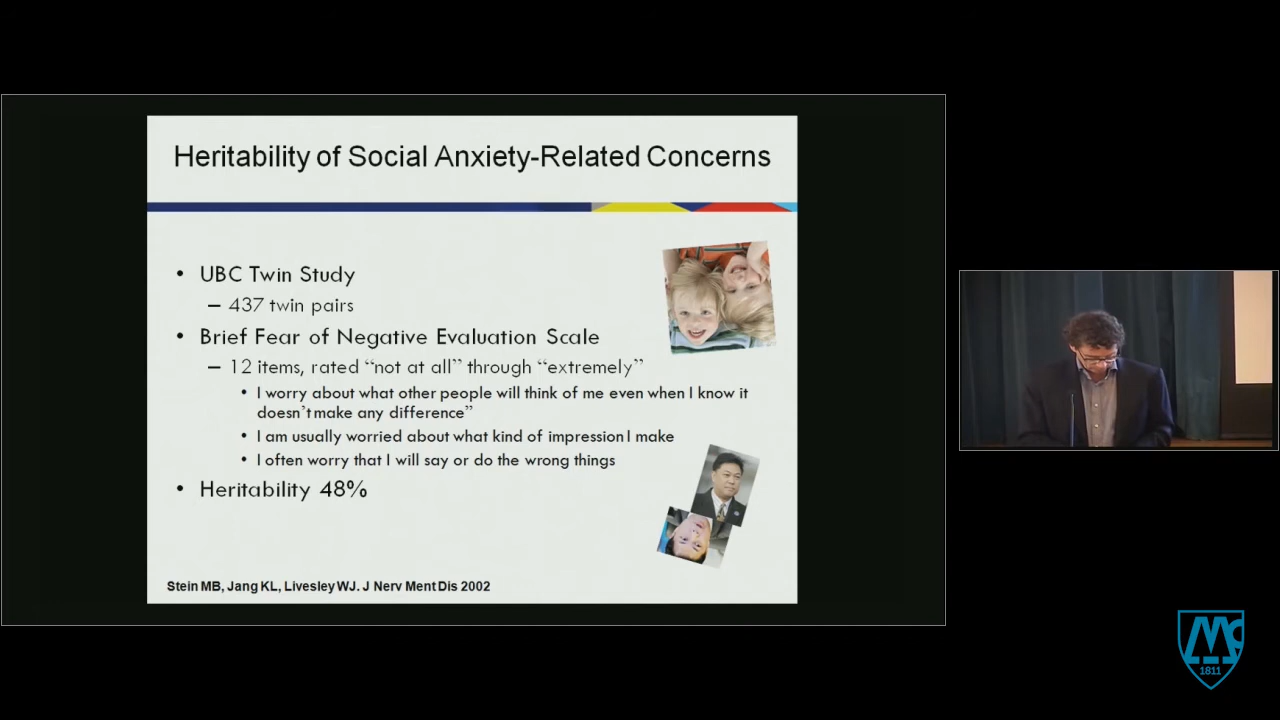 Heritability of Social Anxiety-Related Concerns
• UBC Twin Study
– 437 twin pairs
• Brief Fear of Negative Evaluation Scale
– 12 items, rated “not at all” through “extremely”
• I worry about what other people will think of me even when I know it
doesn’t make any difference”
• I am usually worried about what kind of impression I make
• I often worry that I will say or do the wrong things
• Heritability 48%
Stein MB, Jang KL, Livesley WJ. J Nerv Ment Dis 2002
Mc
1811